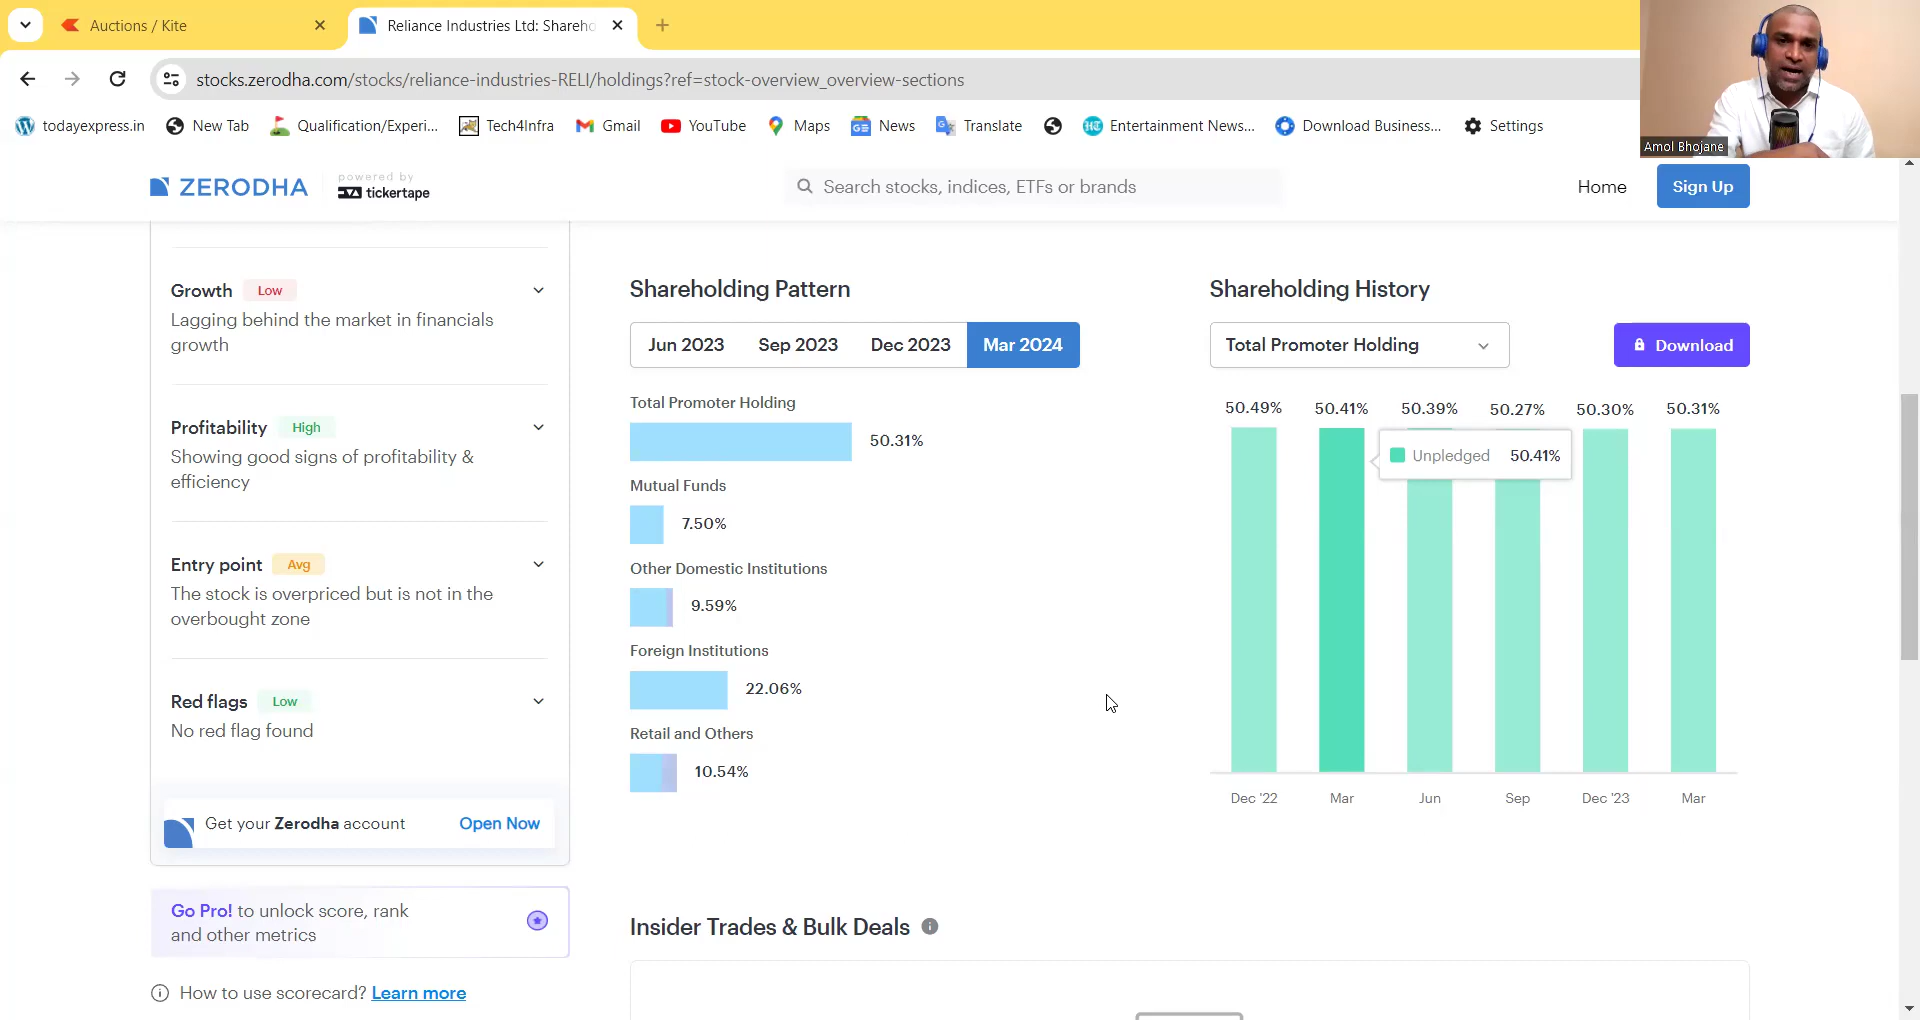 Auctions / Kite
Reliance Industries Ltd: Shareho
stocks.zerodha.com/stocks/reliance-industries-RELI/holdings?ref=stock-overview_overview-sections
todayexpress.in
New Tab
Qualification/Experi...
Tech4Infra
Gmail
YouTube
Maps
News
Translate
Entertainment News...
Download Business...
Settings
Amol Bhojane
ZERODHA
powered by
tickertape
Search stocks, indices, ETFs or brands
Home
Sign Up
Growth Low
Lagging behind the market in financials
growth
Profitability High
Showing good signs of profitability &
efficiency
Entry point Avg
The stock is overpriced but is not in the
overbought zone
Red flags Low
No red flag found
Get your Zerodha account Open Now
Go Pro! to unlock score, rank
and other metrics
How to use scorecard? Learn more
Shareholding Pattern
Jun 2023 Sep 2023 Dec 2023 Mar 2024
Total Promoter Holding
50.31%
Mutual Funds
7.50%
Other Domestic Institutions
9.59%
Foreign Institutions
22.06%
Retail and Others
10.54%
Shareholding History
Total Promoter Holding
Download
50.49% 50.41% 50.39% 50.27% 50.30% 50.31%
Unpledged 50.41%
Dec '22 Mar Jun Sep Dec '23 Mar
Insider Trades & Bulk Deals